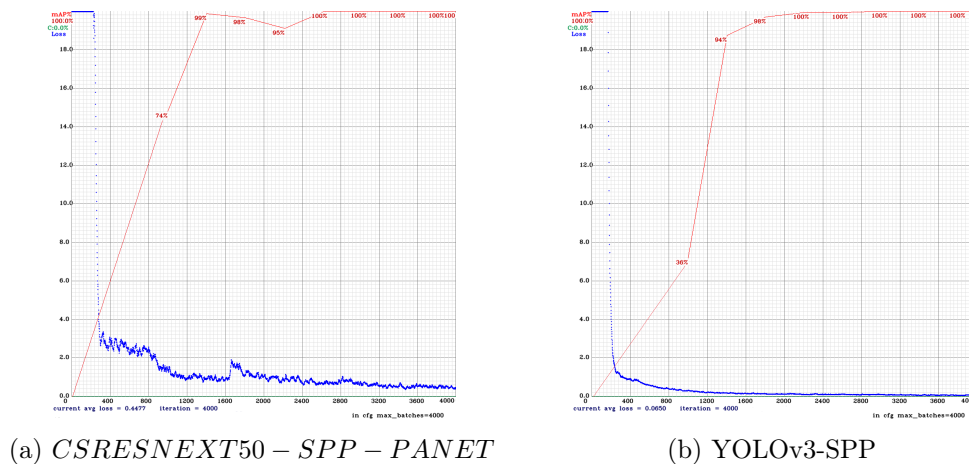 mAP%
100.0%
C:0.0%
Loss
99% 98% 95% 100% 100% 100% 100%100
18.0
16.0
74%
14.0
12.0
10.0
8.0
6.0
4.0
2.0
0.0
0 400 800 1200 1600 2000 2400 2800 3200 3600 4000
current avg loss = 0.4477 iteration = 4000
in cfg max_batches=4000
(a) CSRESNEXT50 – SPP – PANET
mAP%
100.0%
C:0.0%
Loss
94% 98% 100% 100% 100% 100% 100%
18.0
16.0
14.0
12.0
10.0
8.0
36%
6.0
4.0
2.0
0.0
0 400 800 1200 1600 2000 2400 2800 3200 3600 400
current avg loss = 0.0650 iteration = 4000
in cfg max_batches=4000
(b) YOLOv3-SPP